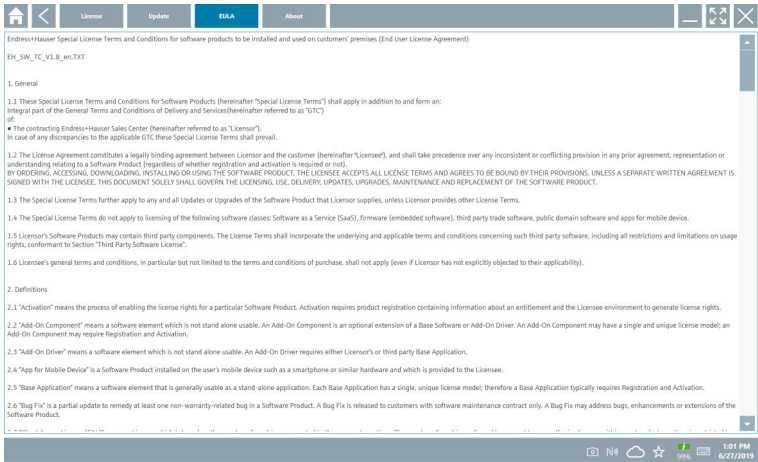 License
Update
EULA
About
Endress+Hauser Special License Terms and Conditions for software products to be installed and used on customers' premises (End User License Agreement)
EH_SW_TC_V1.8_en.TXT
1. General
1.1 These Special License Terms and Conditions for Software Products (hereinafter "Special License Terms") shall apply in addition to and form an:
Integral part of the General Terms and Conditions of Delivery and Services(hereinafter referred to as "GTC")
of:
▪ The contracting Endress+Hauser Sales Center (hereinafter referred to as "Licensor").
In case of any discrepancies to the applicable GTC these Special License Terms shall prevail.
1.2 The License Agreement constitutes a legally binding agreement between Licensor and the customer (hereinafter "Licensee"), and shall take precedence over any inconsistent or conflicting provision in any prior agreement, representation or
understanding relating to a Software Product (regardless of whether registration and activation is required or not).
BY ORDERING, ACCESSING, DOWNLOADING, INSTALLING OR USING THE SOFTWARE PRODUCT, THE LICENSEE ACCEPTS ALL LICENSE TERMS AND AGREES TO BE BOUND BY THEIR PROVISIONS. UNLESS A SEPARATE WRITTEN AGREEMENT IS
SIGNED WITH THE LICENSEE, THIS DOCUMENT SOLELY SHALL GOVERN THE LICENSING, USE, DELIVERY, UPDATES, UPGRADES, MAINTENANCE AND REPLACEMENT OF THE SOFTWARE PRODUCT.
1.3 The Special License Terms further apply to any and all Updates or Upgrades of the Software Product that Licensor supplies, unless Licensor provides other License Terms.
1.4 The Special License Terms do not apply to licensing of the following software classes: Software as a Service (SaaS), firmware (embedded software), third party trade software, public domain software and apps for mobile device.
1.5 Licensor's Software Products may contain third party components. The License Terms shall incorporate the underlying and applicable terms and conditions concerning such third party software, including all restrictions and limitations on usage
rights, conformant to Section "Third Party Software License".
1.6 Licensee's general terms and conditions, in particular but not limited to the terms and conditions of purchase, shall not apply (even if Licensor has not explicitly objected to their applicability).
2. Definitions
2.1 "Activation" means the process of enabling the license rights for a particular Software Product. Activation requires product registration containing information about an entitlement and the Licensee environment to generate license rights.
2.2 "Add-On Component" means a software element which is not stand alone usable. An Add-On Component is an optional extension of a Base Software or Add-On Driver. An Add-On Component may have a single and unique license model; an
Add-On Component may require Registration and Activation.
2.3 "Add-On Driver" means a software element which is not stand alone usable. An Add-On Driver requires either Licensor's or third party Base Application.
2.4 "App for Mobile Device" is a Software Product installed on the user's mobile device such as a smartphone or similar hardware and which is provided to the Licensee.
2.5 "Base Application" means a software element that is generally usable as a stand-alone application. Each Base Application has a single, unique license model; therefore a Base Application typically requires Registration and Activation.
2.6 "Bug Fix" is a partial update to remedy at least one non-warranty-related bug in a Software Product. A Bug Fix is released to customers with software maintenance contract only. A Bug Fix may address bugs, enhancements or extensions of the
Software Product.
99%
1:01 PM
6/27/2019